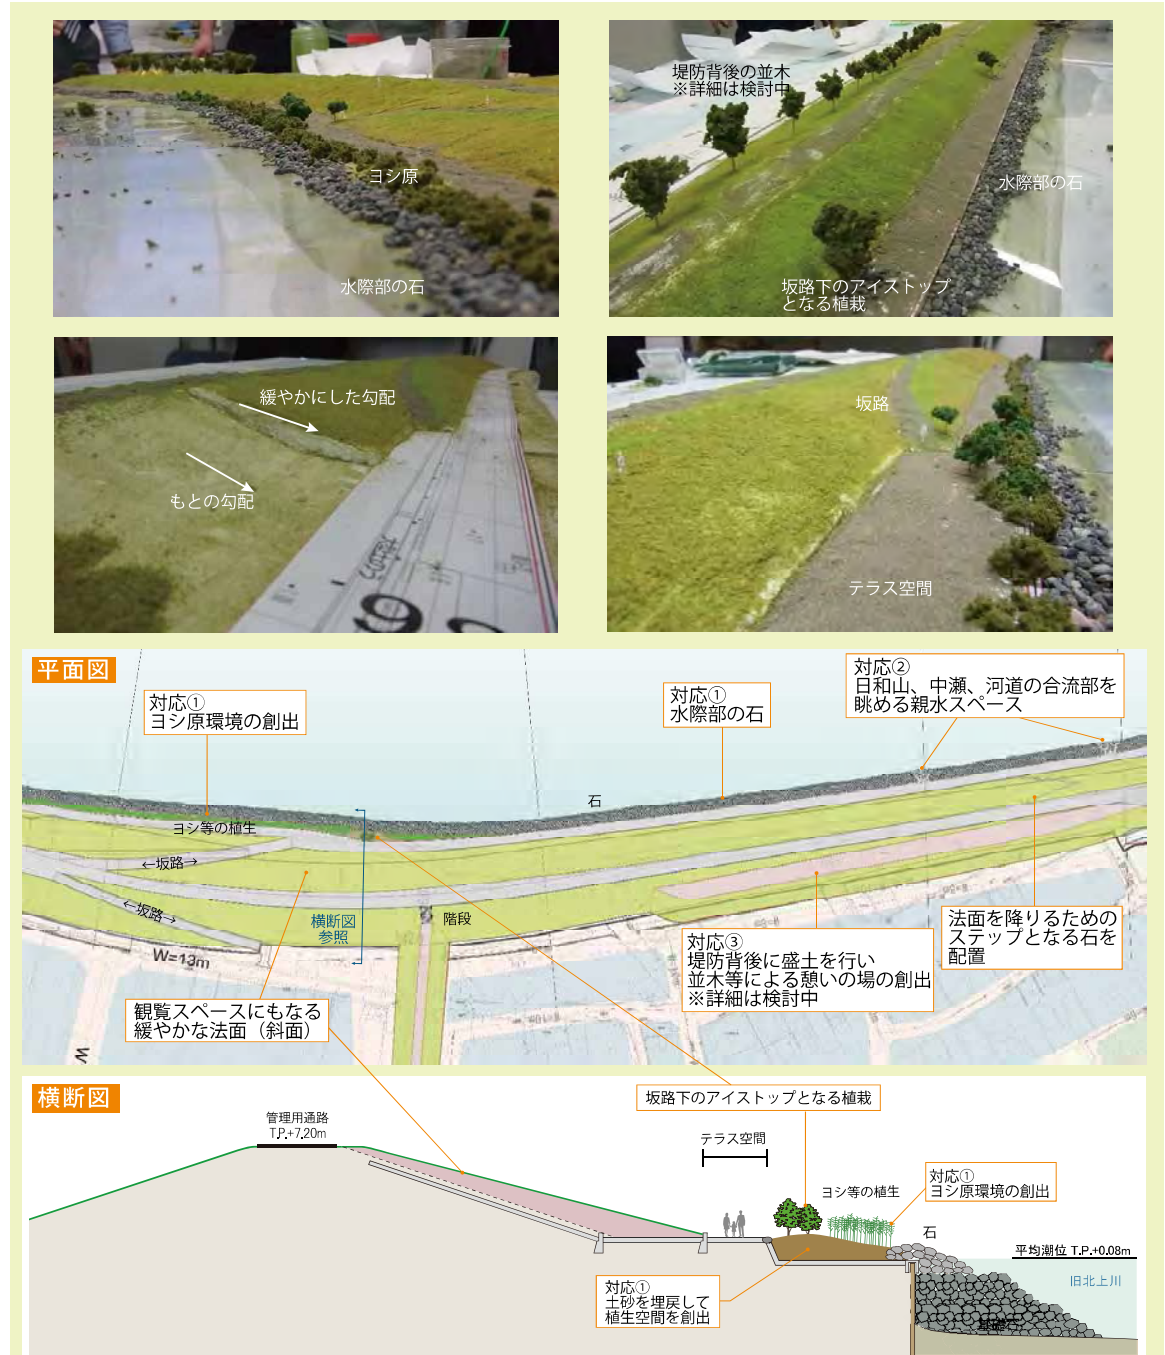 堤防背後の並木
※詳細は検討中
ヨシ原
水際部の石
水際部の石
坂路下のアイストップ
となる植栽
緩やかにした勾配
もとの勾配
坂路
テラス空間
平面図
対応①
ヨシ原環境の創出
対応①
水際部の石
対応②
日和山、中瀬、河道の合流部を
眺める親水スペース
石
ヨシ等の植生
←坂路→
←坂路→
横断図
参照
階段
W=13m
対応③
堤防背後に盛土を行い
並木等による憩いの場の創出
※詳細は検討中
法面を降りるための
ステップとなる石を
配置
観覧スペースにもなる
緩やかな法面（斜面）
W
横断図
坂路下のアイストップとなる植栽
管理用通路
T.P.+7.20m
テラス空間
ヨシ等の植生
対応①
ヨシ原環境の創出
石
平均潮位 T.P.+0.08m
旧北上川
対応①
土砂を埋戻して
植生空間を創出
基礎石